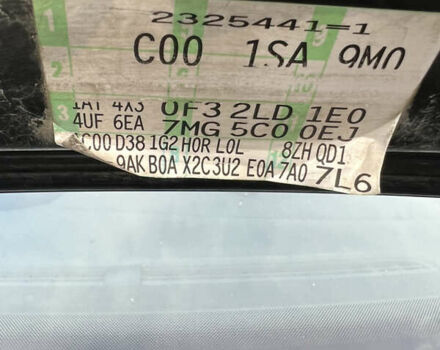 2325441=1
C00 1SA 9M0
1AT 4X3 0F3 2LD 1E0
4UF 6EA 7MG 5C0 0EJ
C00 D38 1G2 H0R L0L 8ZH QD1
9AK B0A X2C 3U2 E0A 7A0 7L6